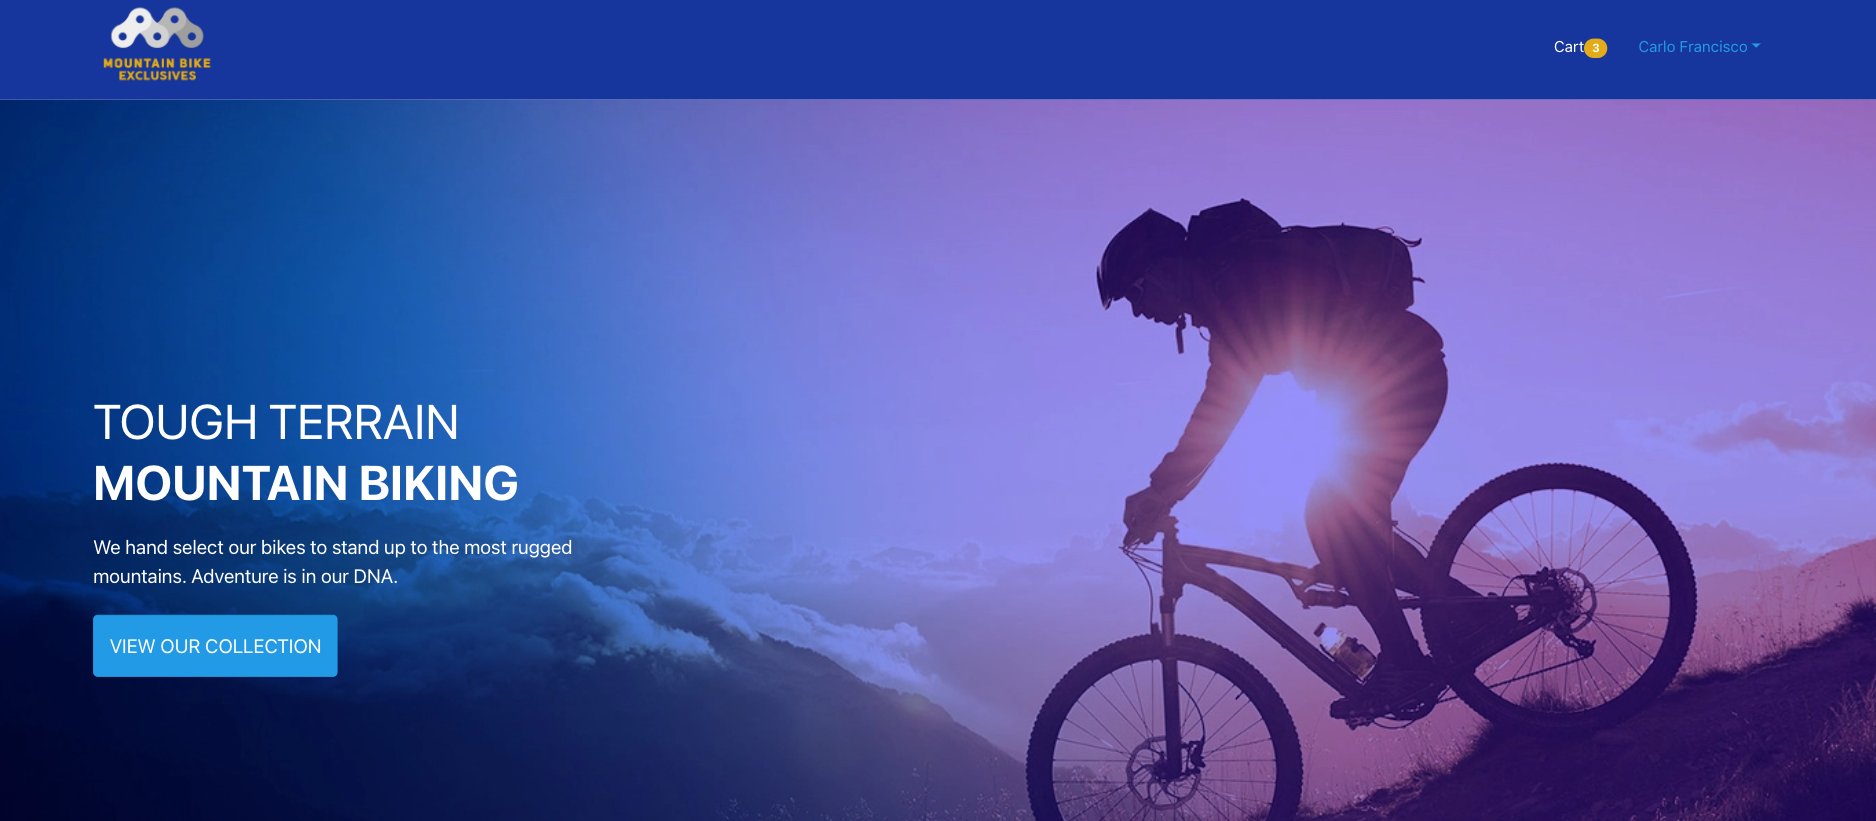 MOUNTAIN BIKE
EXCLUSIVES
Cart 3
Carlo Francisco
TOUGH TERRAIN
MOUNTAIN BIKING
We hand select our bikes to stand up to the most rugged
mountains. Adventure is in our DNA.
VIEW OUR COLLECTION